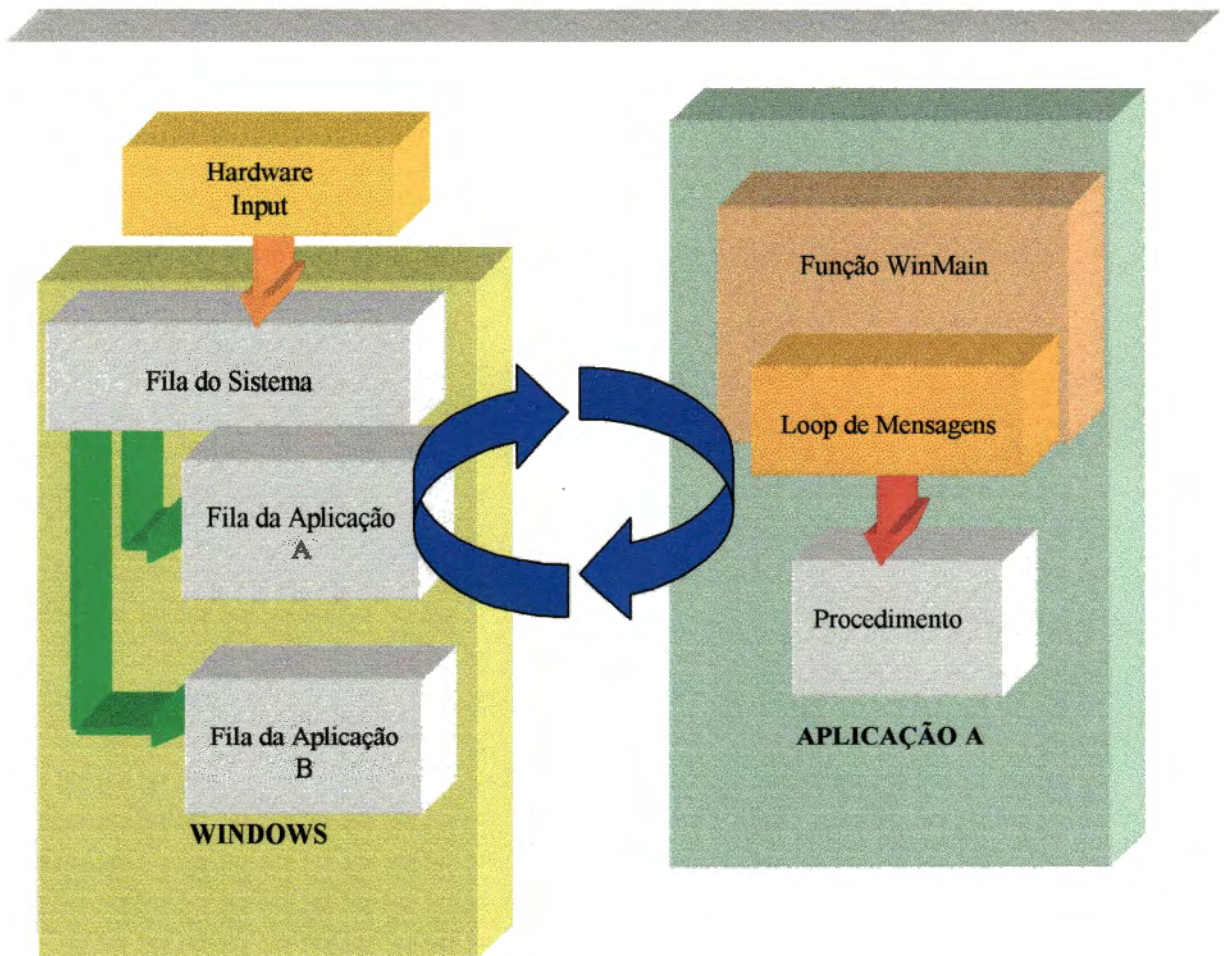 Hardware
Input
Fila do Sistema
Fila da Aplicação
A
Fila da Aplicação
B
WINDOWS
Função WinMain
Loop de Mensagens
Procedimento
APLICAÇÃO A